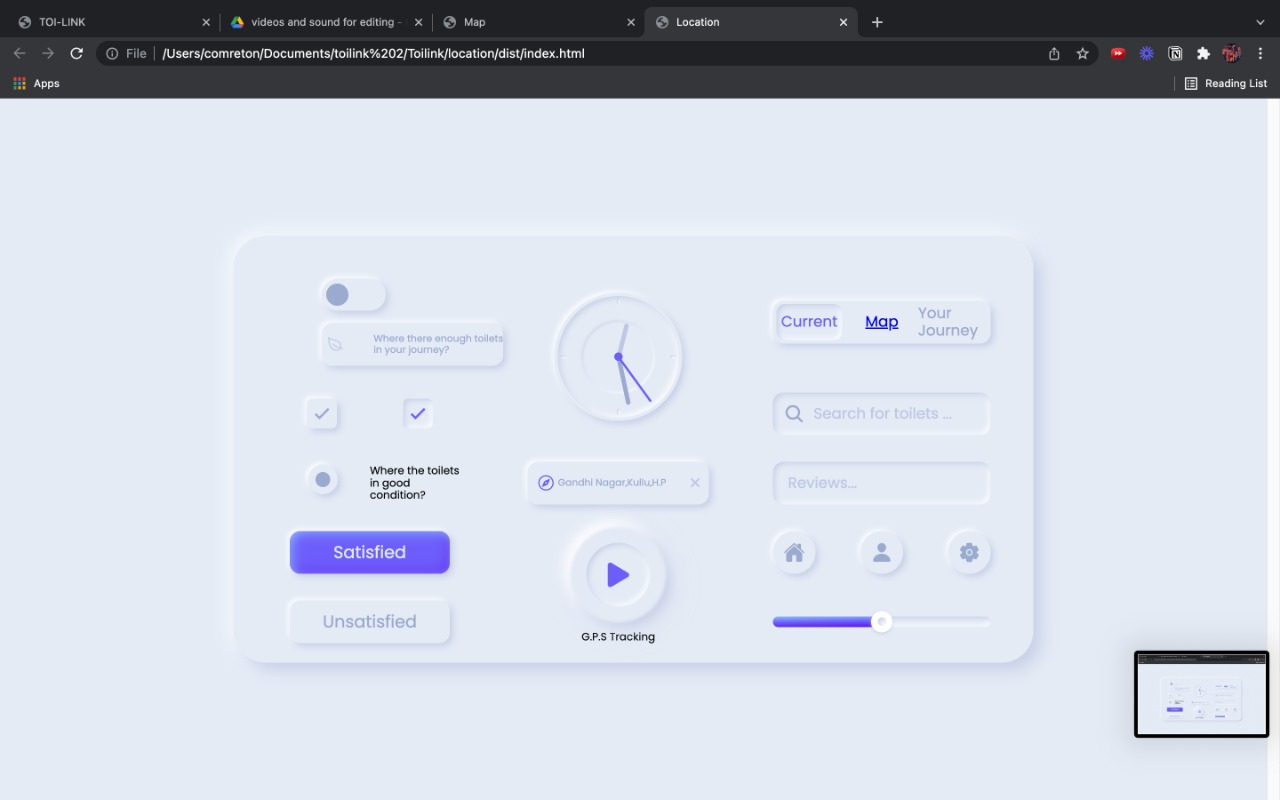 TOI-LINK
videos and sound for editing -
Map
Location
File
/Users/comreton/Documents/toilink%202/Toilink/location/dist/index.html
Apps
Reading List
Where there enough toilets
in your journey?
Where the toilets
in good
condition?
Satisfied
Unsatisfied
Gandhi Nagar,Kullu,H.P
G.P.S Tracking
Current
Map
Your
Journey
Search for toilets ...
Reviews...